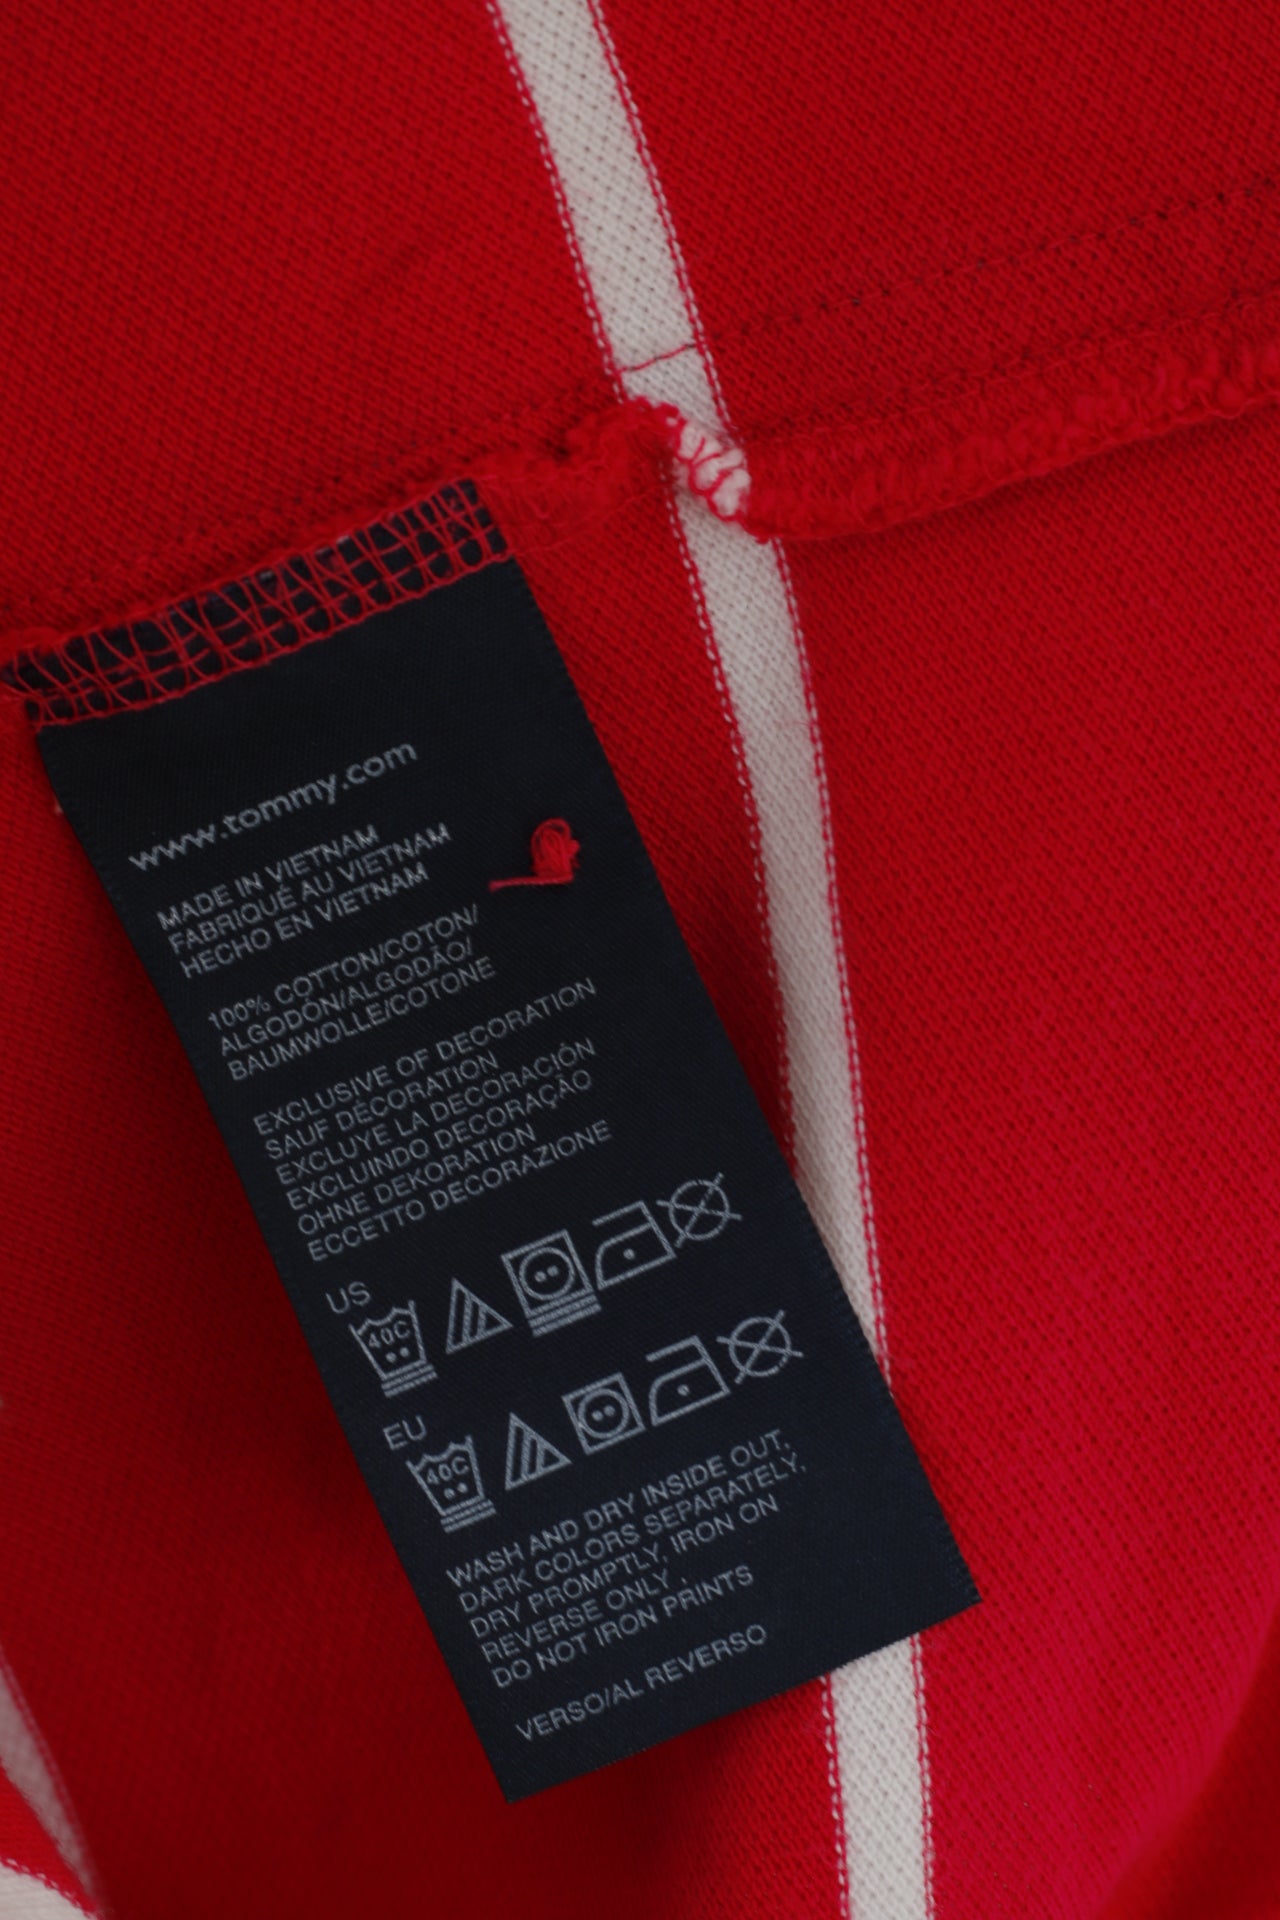 www.tommy.com
MADE IN VIETNAM
FABRIQUÉ AU VIETNAM
HECHO EN VIETNAM
100% COTTON/COTON/
ALGODÓN/ALGODÃO/
BAUMWOLLE/COTONE
EXCLUSIVE OF DECORATION
SAUF DÉCORATION
EXCLUYE LA DECORACIÓN
EXCLUINDO DECORAÇÃO
OHNE DEKORATION
ECCETTO DECORAZIONE
US
40C
EU
40C
WASH AND DRY INSIDE OUT,
DARK COLORS SEPARATELY,
DRY PROMPTLY, IRON ON
REVERSE ONLY .
DO NOT IRON PRINTS
VERSO/AL REVERSO